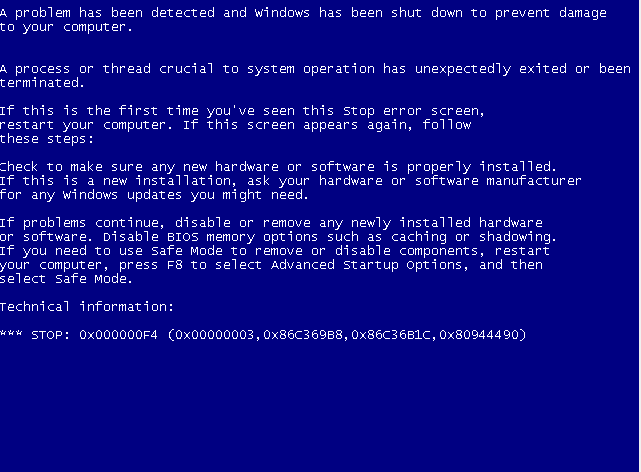 A problem has been detected and Windows has been shut down to prevent damage
to your computer.
A process or thread crucial to system operation has unexpectedly exited or been
terminated.
If this is the first time you've seen this Stop error screen,
restart your computer. If this screen appears again, follow
these steps:
Check to make sure any new hardware or software is properly installed.
If this is a new installation, ask your hardware or software manufacturer
for any Windows updates you might need.
If problems continue, disable or remove any newly installed hardware
or software. Disable BIOS memory options such as caching or shadowing.
If you need to use Safe Mode to remove or disable components, restart
your computer, press F8 to select Advanced Startup Options, and then
select Safe Mode.
Technical information:
*** STOP: 0x000000F4 (0x00000003,0x86C369B8,0x86C36B1C,0x80944490)